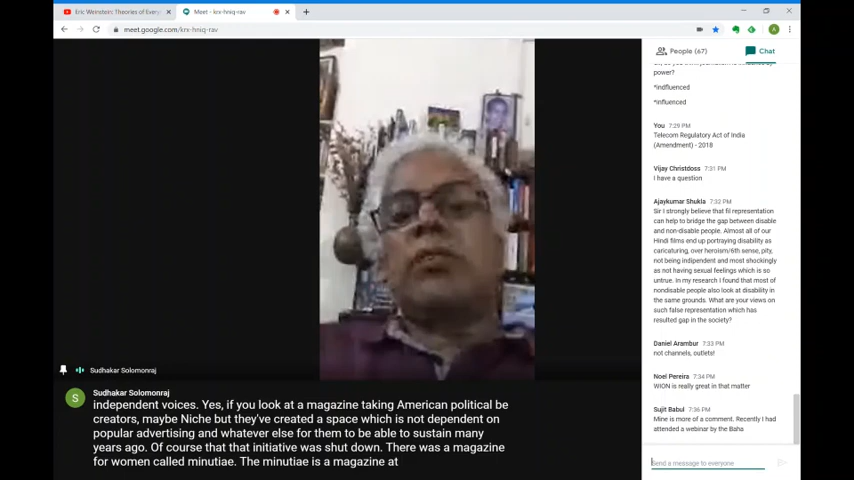 Eric Weinstein: Theories of Every
Meet - krx-hniq-rav
meet.google.com/krx-hniq-rav
People (67)
Chat
power?
*indfluenced
*influenced
You 7:29 PM
Telecom Regulatory Act of India
(Amendment) - 2018
Vijay Christdoss 7:31 PM
I have a question
Ajaykumar Shukla 7:32 PM
Sir I strongly believe that fil representation
can help to bridge the gap between disable
and non-disable people. Almost all of our
Hindi films end up portraying disability as
caricaturing, over heroism/6th sense, pity,
not being indipendent and most shockingly
as not having sexual feelings which is so
untrue. in my research I found that most of
nondisable people also look at disability in
the same grounds. What are your views on
such false representation which has
resulted gap in the society?
Daniel Arambur 7:33 PM
not channels, outlets!
Noel Pereira 7:34 PM
WION is really great in that matter
Sujit Babul 7:36 PM
Mine is more of a comment. Recently I had
attended a webinar by the Baha
Send a message to everyone
Sudhakar Solomonraj
S
Sudhakar Solomonraj
independent voices. Yes, if you look at a magazine taking American political be
creators, maybe Niche but they've created a space which is not dependent on
popular advertising and whatever else for them to be able to sustain many
years ago. Of course that that initiative was shut down. There was a magazine
for women called minutiae. The minutiae is a magazine at